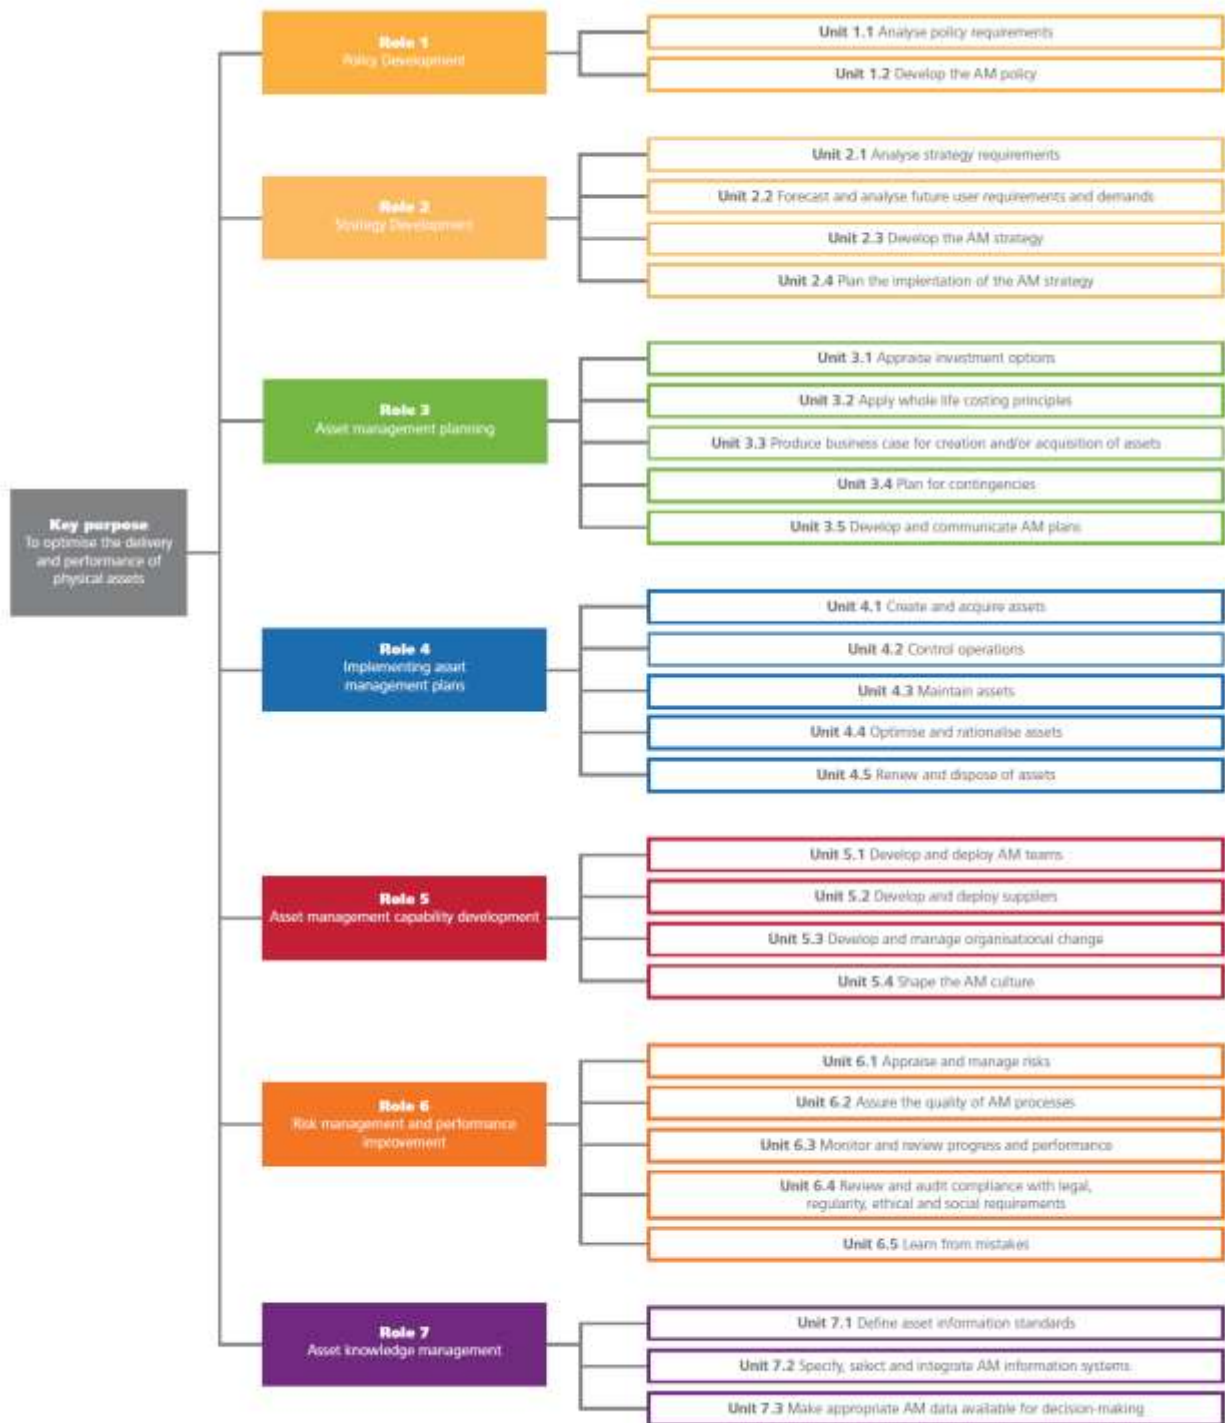 Role 1
Policy Development
Unit 1.1 Analyse policy requirements
Unit 1.2 Develop the AM policy
Role 2
Strategy Development
Unit 2.1 Analyse strategy requirements
Unit 2.2 Forecast and analyse future user requirements and demands
Unit 2.3 Develop the AM strategy
Unit 2.4 Plan the implentation of the AM strategy
Role 3
Asset management planning
Unit 3.1 Appraise investment options
Unit 3.2 Apply whole life costing principles
Unit 3.3 Produce business case for creation and/or acquisition of assets
Unit 3.4 Plan for contingencies
Unit 3.5 Develop and communicate AM plans
Key purpose
To optimise the delivery
and performance of
physical assets
Role 4
Implementing asset
management plans
Unit 4.1 Create and acquire assets
Unit 4.2 Control operations
Unit 4.3 Maintain assets
Unit 4.4 Optimise and rationalise assets
Unit 4.5 Renew and dispose of assets
Role 5
Asset management capability development
Unit 5.1 Develop and deploy AM teams
Unit 5.2 Develop and deploy suppliers
Unit 5.3 Develop and manage organisational change
Unit 5.4 Shape the AM culture
Role 6
Risk management and performance
improvement
Unit 6.1 Appraise and manage risks
Unit 6.2 Assure the quality of AM processes
Unit 6.3 Monitor and review progress and performance
Unit 6.4 Review and audit compliance with legal,
regularity, ethical and social requirements
Unit 6.5 Learn from mistakes
Role 7
Asset knowledge management
Unit 7.1 Define asset information standards
Unit 7.2 Specify, select and integrate AM information systems
Unit 7.3 Make appropriate AM data available for decision-making